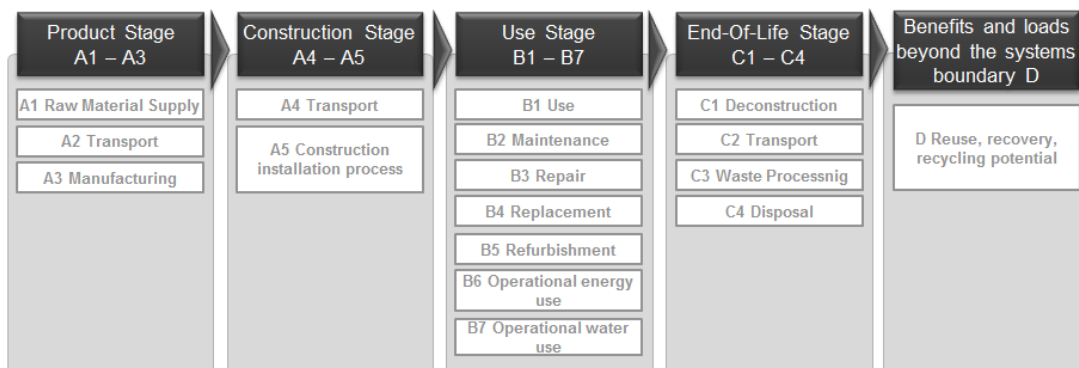 Product Stage
A1 – A3
A1 Raw Material Supply
A2 Transport
A3 Manufacturing
Construction Stage
A4 – A5
A4 Transport
A5 Construction
installation process
Use Stage
B1 – B7
B1 Use
B2 Maintenance
B3 Repair
B4 Replacement
B5 Refurbishment
B6 Operational energy
use
B7 Operational water
use
End-Of-Life Stage
C1 – C4
C1 Deconstruction
C2 Transport
C3 Waste Processnig
C4 Disposal
Benefits and loads
beyond the systems
boundary D
D Reuse, recovery,
recycling potential